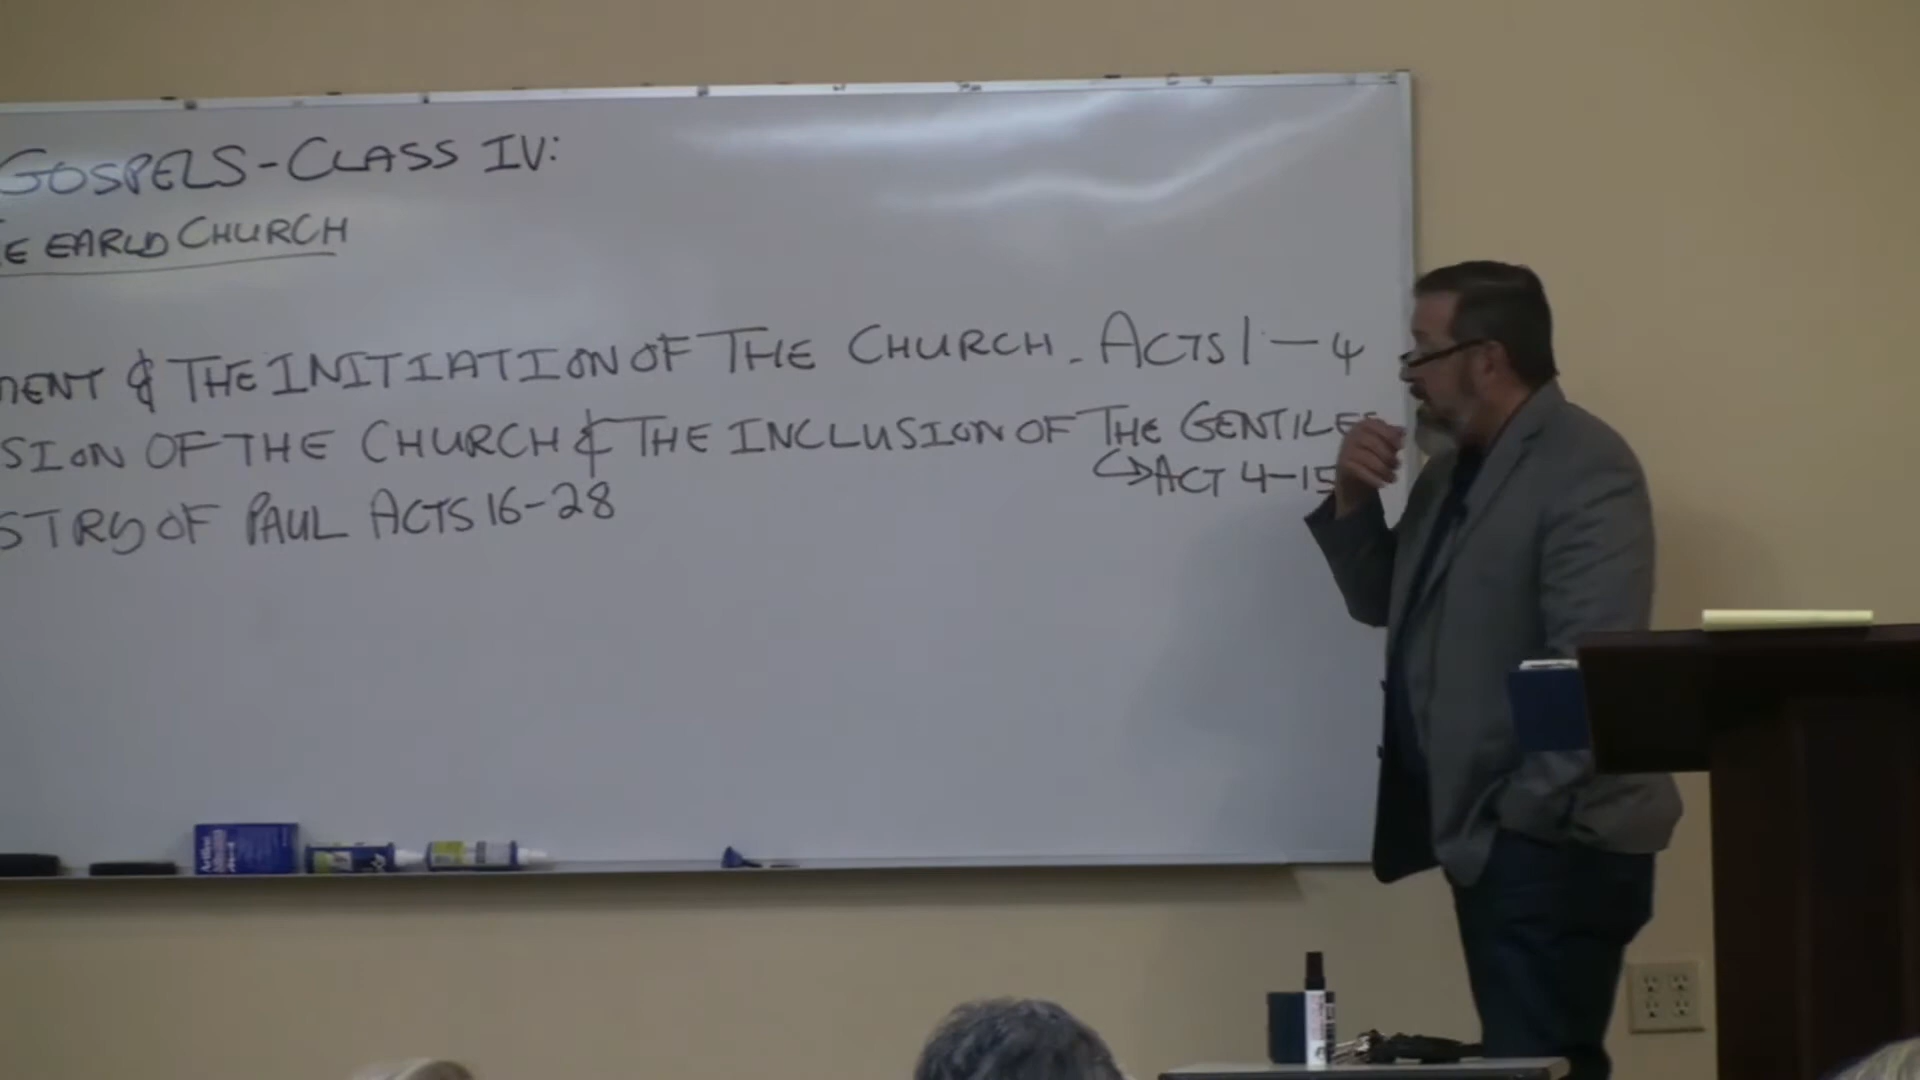 GOSPELS-CLASS IV:
E EARLY CHURCH
MENT & THE INITIATION OF THE CHURCH - ACTS 1-4
SION OF THE CHURCH & THE INCLUSION OF THE GENTILES
↳ACT 4-15
STRY OF PAUL ACTS 16-28